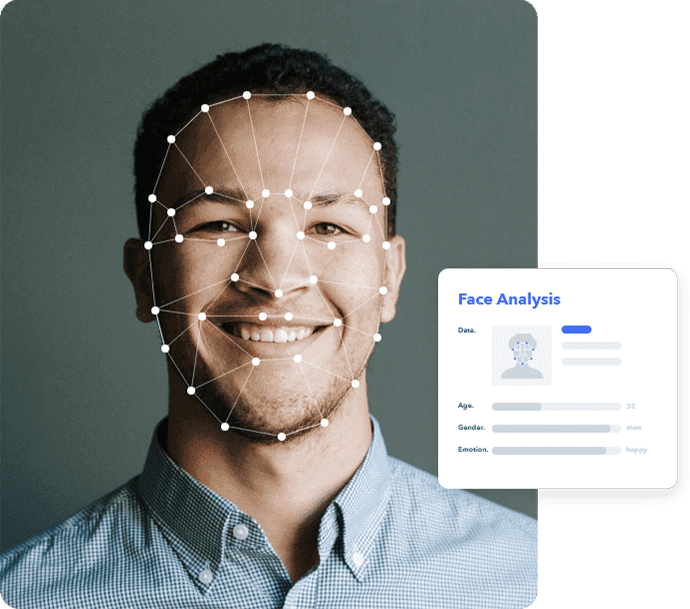 Face Analysis
Data.
Age. 32
Gender. man
Emotion. happy